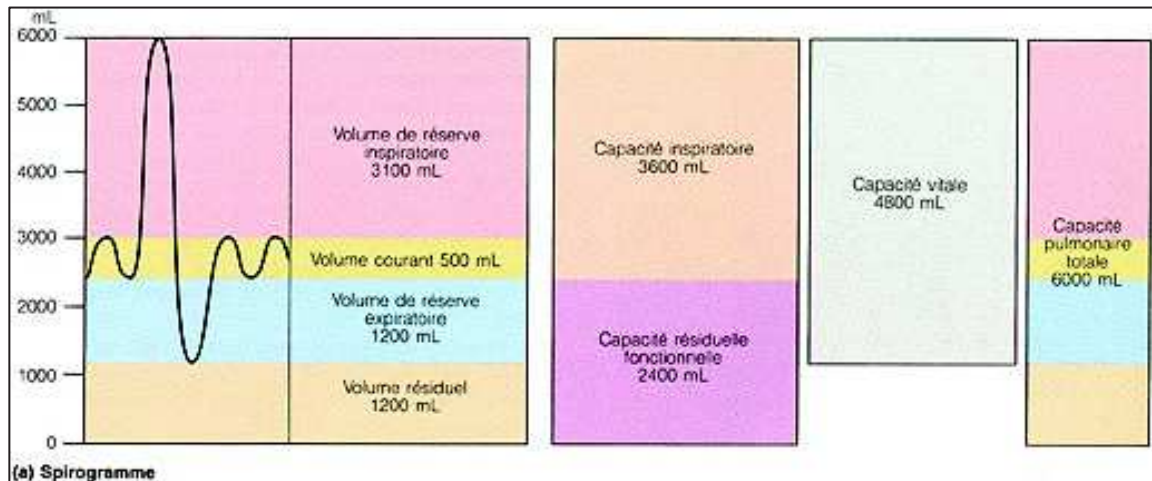 mL
6000
5000
4000
3000
2000
1000
0
Volume de réserve
inspiratoire
3100 mL
Volume courant 500 mL
Volume de réserve
expiratoire
1200 mL
Volume résiduel
1200 mL
Capacité inspiratoire
3600 mL
Capacité résiduelle
fonctionnelle
2400 mL
Capacité vitale
4800 mL
Capacité
pulmonaire
totale
6000 mL
(a) Spirogramme